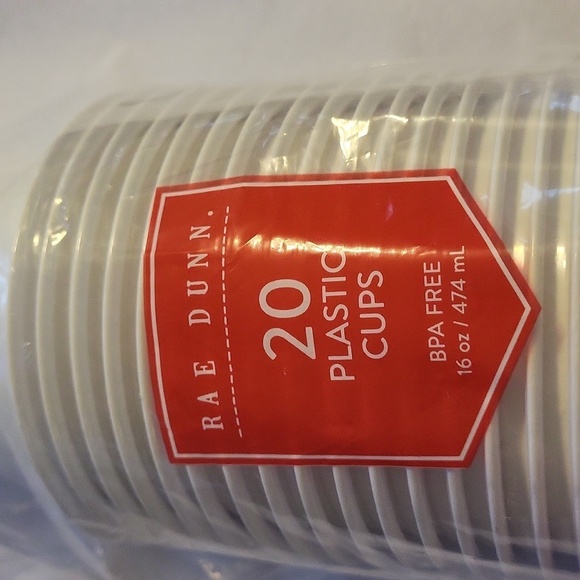 RAE DUNN.
20
PLASTIC
CUPS
BPA FREE
16 oz / 474 mL